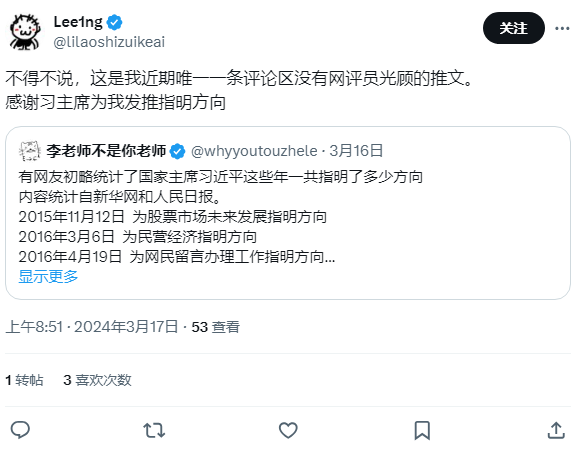 Lee1ng
@lilaoshizuikeai
关注
不得不说，这是我近期唯一一条评论区没有网评员光顾的推文。
感谢习主席为我发推指明方向
李老师不是你老师 @whyyoutouzhele · 3月16日
有网友初略统计了国家主席习近平这些年一共指明了多少方向
内容统计自新华网和人民日报。
2015年11月12日 为股票市场未来发展指明方向
2016年3月6日 为民营经济指明方向
2016年4月19日 为网民留言办理工作指明方向...
显示更多
上午8:51 · 2024年3月17日 · 53 查看
1 转帖 3 喜欢次数